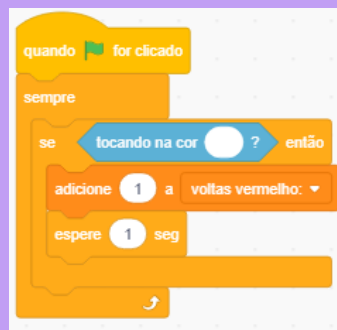 quando for clicado
sempre
se tocando na cor ? então
adicione 1 a voltas vermelho:
espere 1 seg